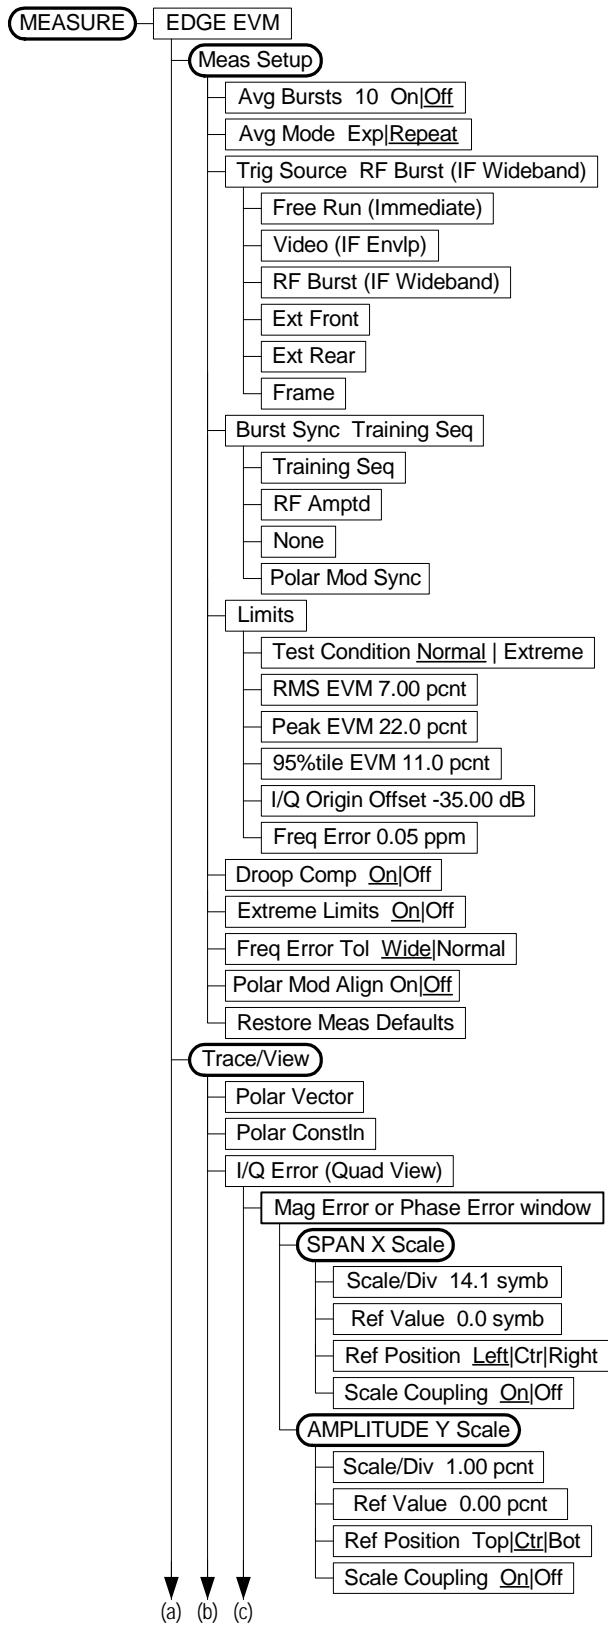 MEASURE EDGE EVM
Meas Setup
Avg Bursts 10 On|Off
Avg Mode Exp|Repeat
Trig Source RF Burst (IF Wideband)
Free Run (Immediate)
Video (IF Envlp)
RF Burst (IF Wideband)
Ext Front
Ext Rear
Frame
Burst Sync Training Seq
Training Seq
RF Amptd
None
Polar Mod Sync
Limits
Test Condition Normal | Extreme
RMS EVM 7.00 pcnt
Peak EVM 22.0 pcnt
95%tile EVM 11.0 pcnt
I/Q Origin Offset -35.00 dB
Freq Error 0.05 ppm
Droop Comp On|Off
Extreme Limits On|Off
Freq Error Tol Wide|Normal
Polar Mod Align On|Off
Restore Meas Defaults
Trace/View
Polar Vector
Polar Constln
I/Q Error (Quad View)
Mag Error or Phase Error window
SPAN X Scale
Scale/Div 14.1 symb
Ref Value 0.0 symb
Ref Position Left|Ctr|Right
Scale Coupling On|Off
AMPLITUDE Y Scale
Scale/Div 1.00 pcnt
Ref Value 0.00 pcnt
Ref Position Top|Ctr|Bot
Scale Coupling On|Off
(a) (b) (c)